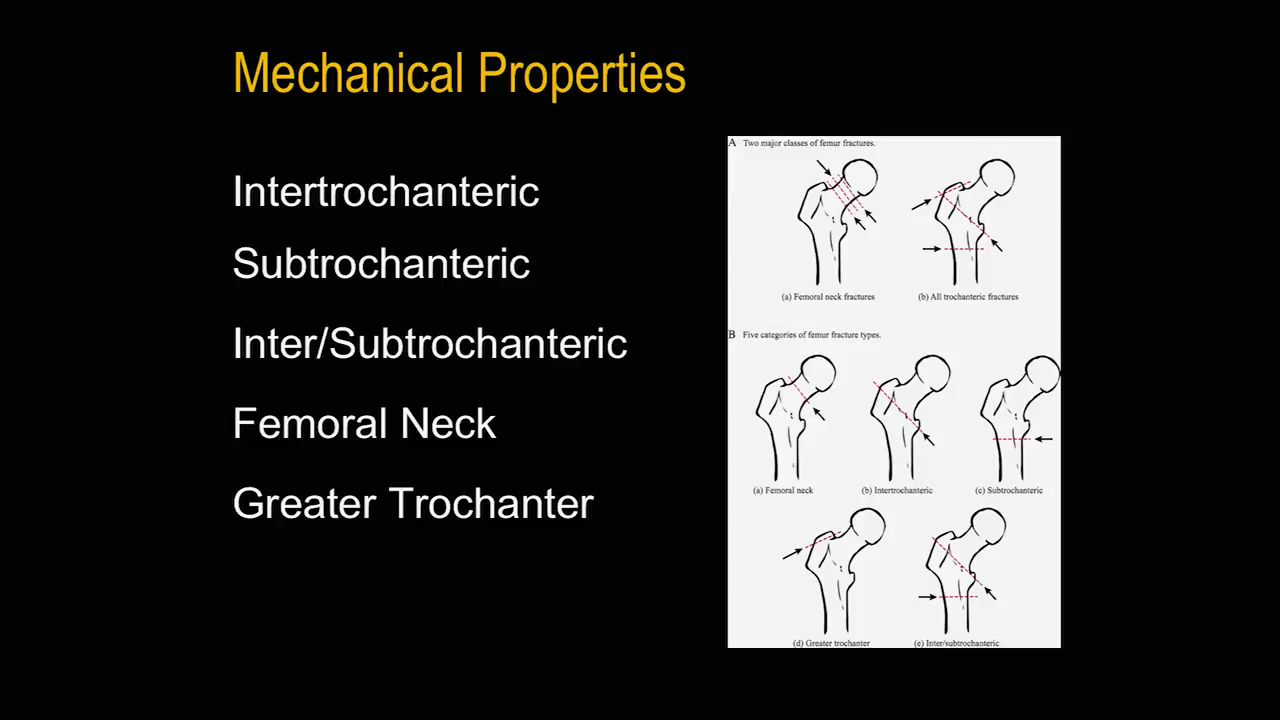 Mechanical Properties
Intertrochanteric
Subtrochanteric
Inter/Subtrochanteric
Femoral Neck
Greater Trochanter
A Two major classes of femur fractures.
(a) Femoral neck fractures
(b) All trochanteric fractures
B Five categories of femur fracture types.
(a) Femoral neck
(b) Intertrochanteric
(c) Subtrochanteric
(d) Greater trochanter
(e) Inter/subtrochanteric